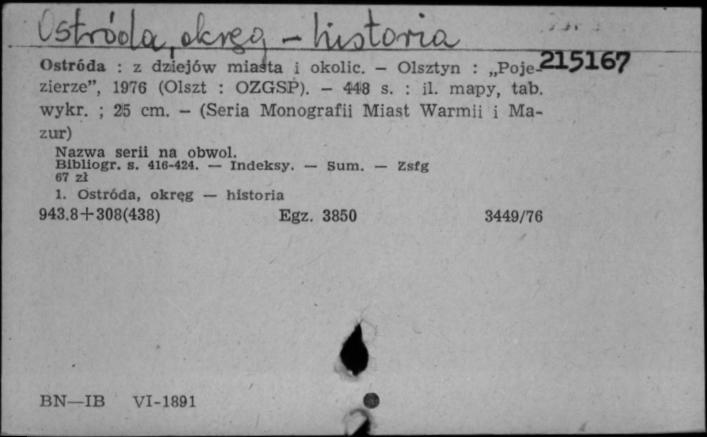 Ostróda, okręg - historia
Ostróda : z dziejów miasta i okolic. — Olsztyn : „Poje- 215167
zierze”, 1976 (Olszt : OZGSP). — 448 s. : il. mapy, tab.
wykr. ; 25 cm. — (Seria Monografii Miast Warmii i Ma-
zur)
Nazwa serii na obwol.
Bibliogr. s. 416-424. — Indeksy. — Sum. — Zsfg
67 zł
1. Ostróda, okręg — historia
943.8+308(438) Egz. 3850 3449/76
BN—IB VI-1891